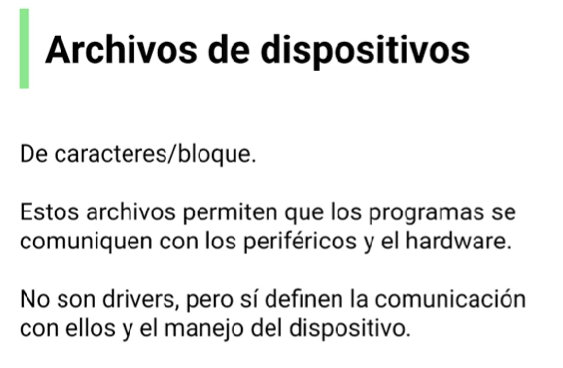 Archivos de dispositivos
De caracteres/bloque.
Estos archivos permiten que los programas se
comuniquen con los periféricos y el hardware.
No son drivers, pero sí definen la comunicación
con ellos y el manejo del dispositivo.